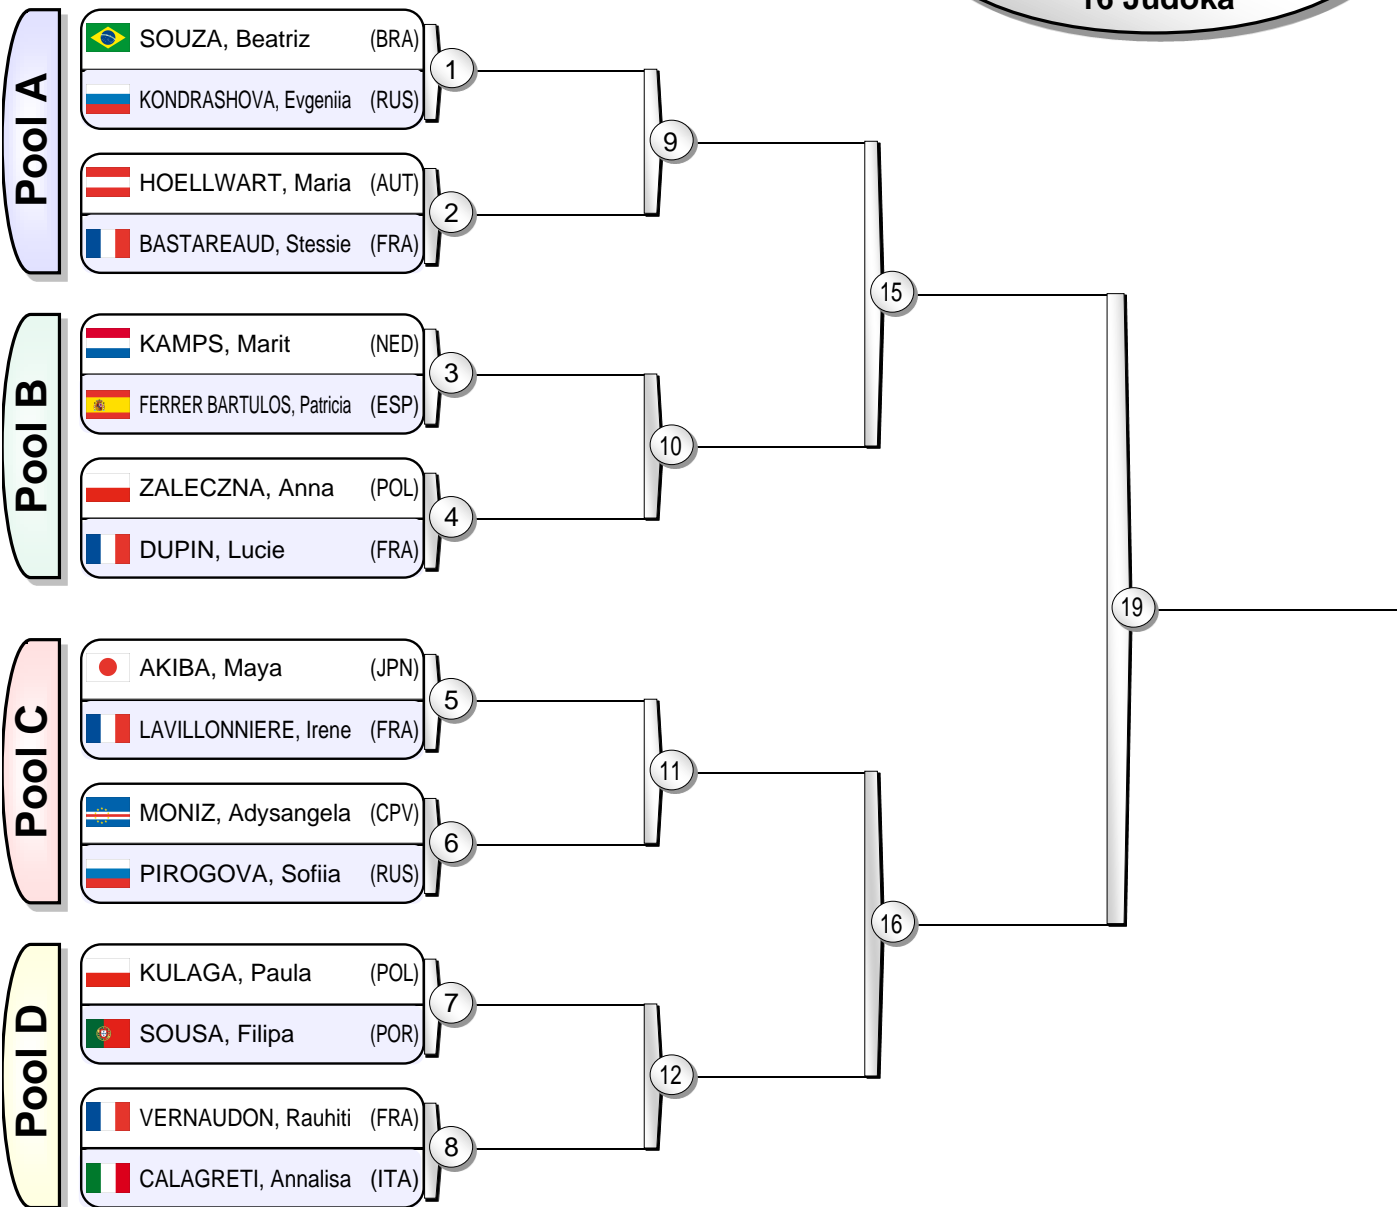 16 Judoka
Pool A
SOUZA, Beatriz (BRA)
KONDRASHOVA, Evgeniia (RUS)
1
HOELLWART, Maria (AUT)
BASTAREAUD, Stessie (FRA)
2
9
Pool B
KAMPS, Marit (NED)
FERRER BARTULOS, Patricia (ESP)
3
ZALECZNA, Anna (POL)
DUPIN, Lucie (FRA)
4
10
15
Pool C
AKIBA, Maya (JPN)
LAVILLONNIERE, Irene (FRA)
5
MONIZ, Adysangela (CPV)
PIROGOVA, Sofiia (RUS)
6
11
Pool D
KULAGA, Paula (POL)
SOUSA, Filipa (POR)
7
VERNAUDON, Rauhiti (FRA)
CALAGRETI, Annalisa (ITA)
8
12
16
19